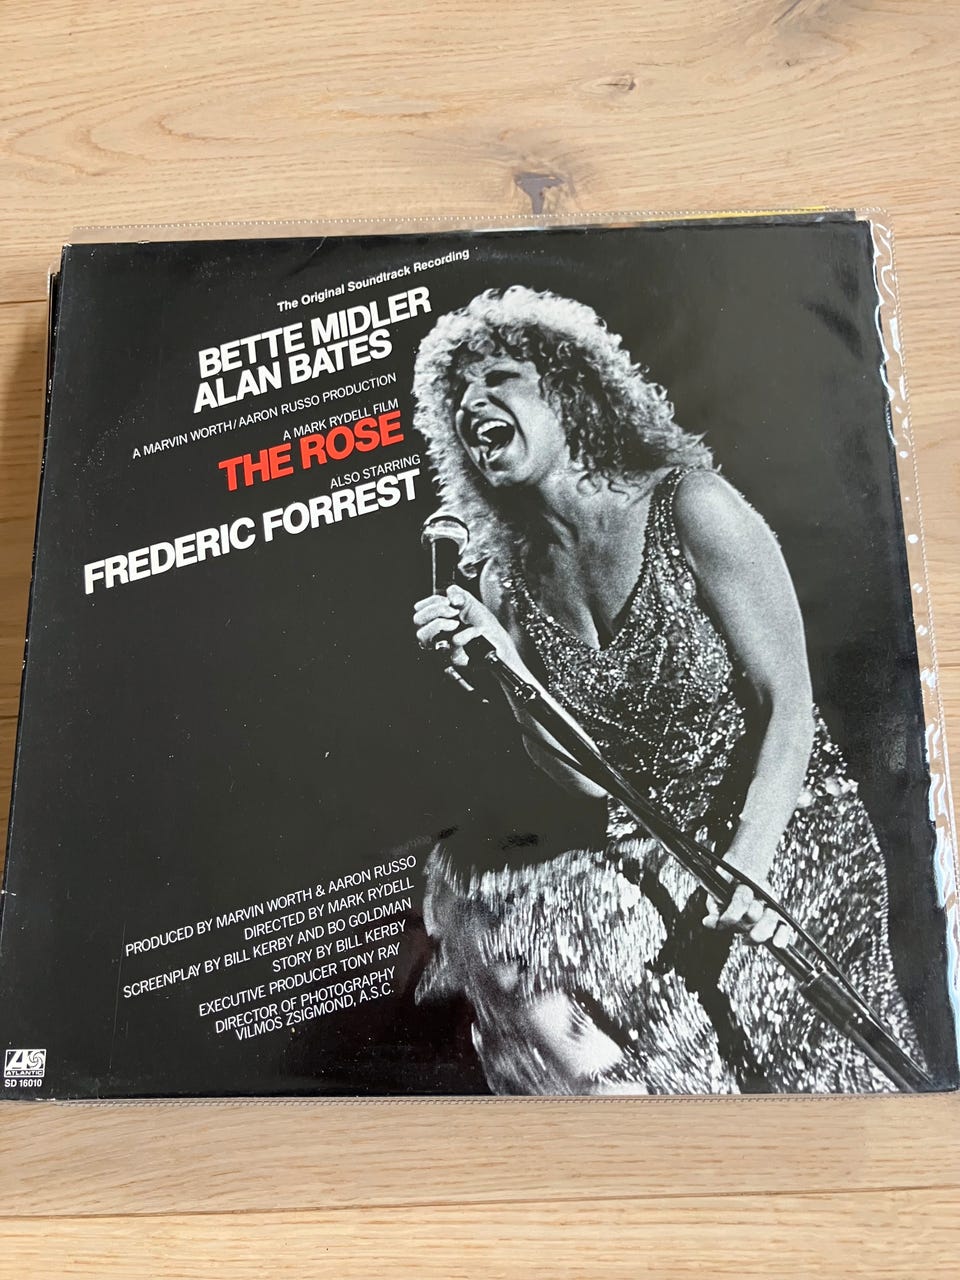 The Original Soundtrack Recording
BETTE MIDLER
ALAN BATES
A MARVIN WORTH/AARON RUSSO PRODUCTION
A MARK RYDELL FILM
THE ROSE
ALSO STARRING
FREDERIC FORREST
PRODUCED BY MARVIN WORTH & AARON RUSSO
DIRECTED BY MARK RYDELL
SCREENPLAY BY BILL KERBY AND BO GOLDMAN
STORY BY BILL KERBY
EXECUTIVE PRODUCER TONY RAY
DIRECTOR OF PHOTOGRAPHY
VILMOS ZSIGMOND, A.S.C.
ATLANTIC
SD 16010